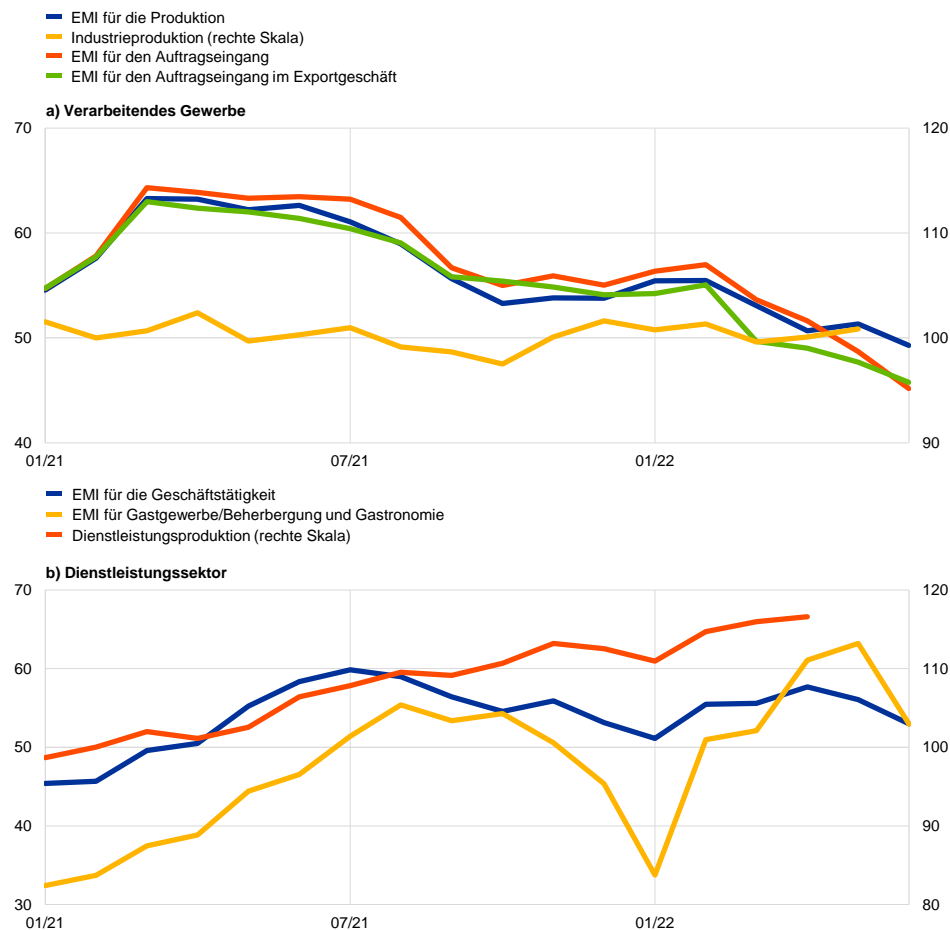 EMI für die Produktion
Industrieproduktion (rechte Skala)
EMI für den Auftragseingang
EMI für den Auftragseingang im Exportgeschäft
a) Verarbeitendes Gewerbe
70 120
60 110
50 100
40 90
01/21 07/21 01/22
EMI für die Geschäftstätigkeit
EMI für Gastgewerbe/Beherbergung und Gastronomie
Dienstleistungsproduktion (rechte Skala)
b) Dienstleistungssektor
70 120
60 110
50 100
40 90
30 80
01/21 07/21 01/22